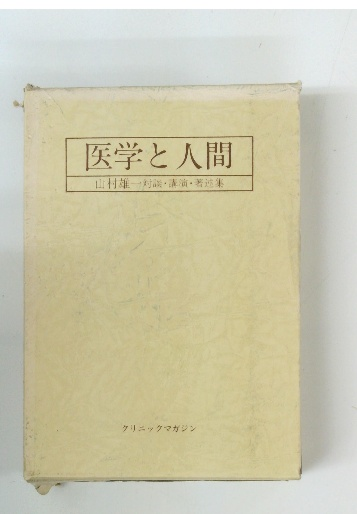 医学と人間
山村雄一対談・講演・著述集
クリニックマガジン